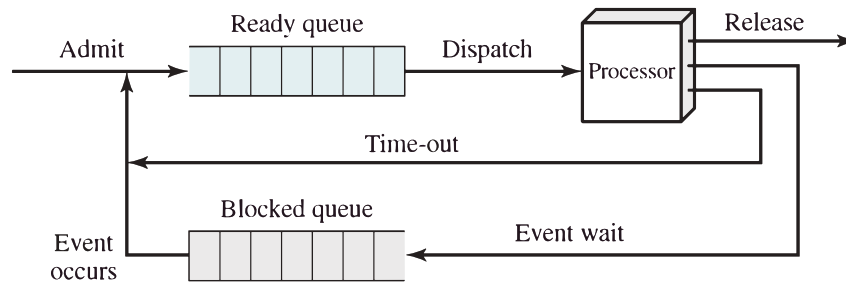 Ready queue
Release
Admit
Dispatch
Processor
Time-out
Blocked queue
Event wait
Event
occurs